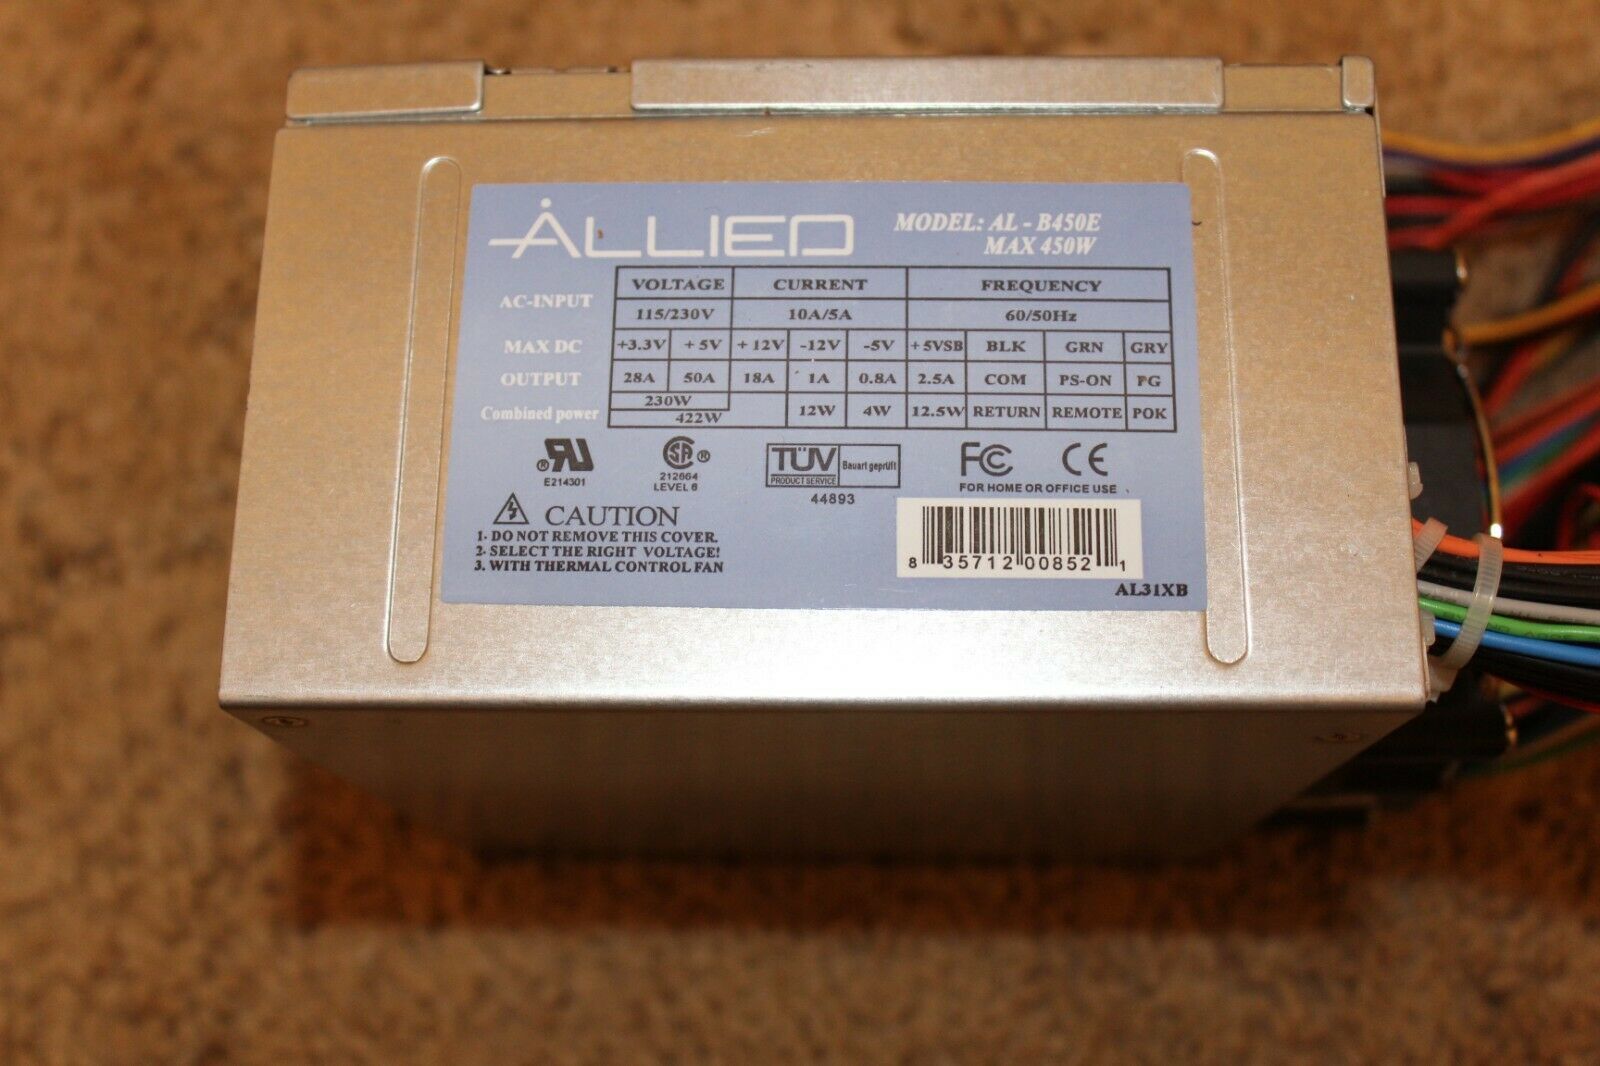 ALLIED
MODEL: AL - B450E
MAX 450W
AC-INPUT VOLTAGE CURRENT FREQUENCY
115/230V 10A/5A 60/50Hz
MAX DC +3.3V +5V +12V -12V -5V +5VSB BLK GRN GRY
OUTPUT 28A 50A 18A 1A 0.8A 2.5A COM PS-ON PG
Combined power 230W 12W 4W 12.5W RETURN REMOTE POK
422W
RU ®
E214301
SA ®
212664
LEVEL 6
TÜV Bauart geprüft
PRODUCT SERVICE
44893
FC CE
FOR HOME OR OFFICE USE
CAUTION
1. DO NOT REMOVE THIS COVER.
2. SELECT THE RIGHT VOLTAGE!
3. WITH THERMAL CONTROL FAN
8 35712 00852 1
AL31XB